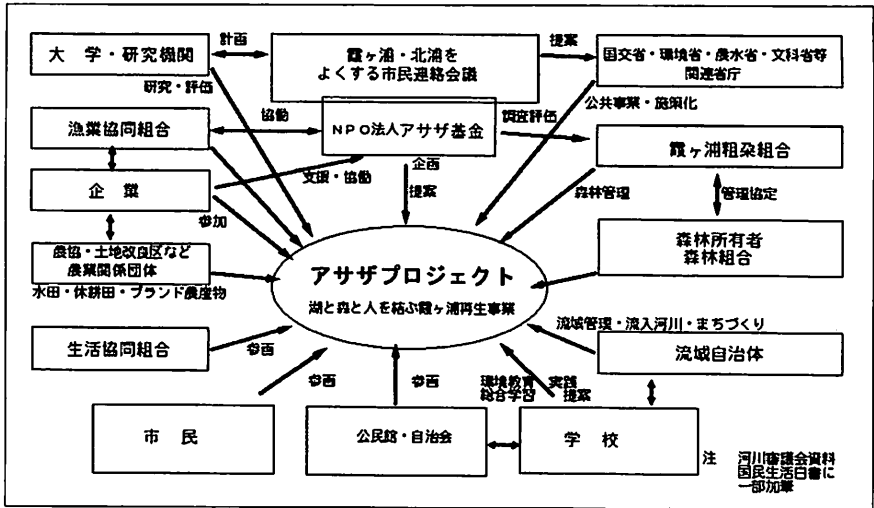 大学・研究機関
計画
霞ヶ浦・北浦を
よくする市民連絡会議
提案
国交省・環境省・農水省・文科省等
関連省庁
研究・評価
公共事業・施策化
漁業協同組合
協働
NPO法人アサザ基金
調査評価
霞ヶ浦粗朶組合
企業
支援・協働
企画
提案
森林管理
管理協定
参加
農協・土地改良区など
農業関係団体
水田・休耕田・ブランド農産物
アサザプロジェクト
湖と森と人を結ぶ霞ヶ浦再生事業
森林所有者
森林組合
流域管理・流入河川・まちづくり
生活協同組合
参画
流域自治体
参画
参画
環境教育
総合学習
実践
提案
市民
公民館・自治会
学校
注
河川審議会資料
国民生活白書に
一部加筆